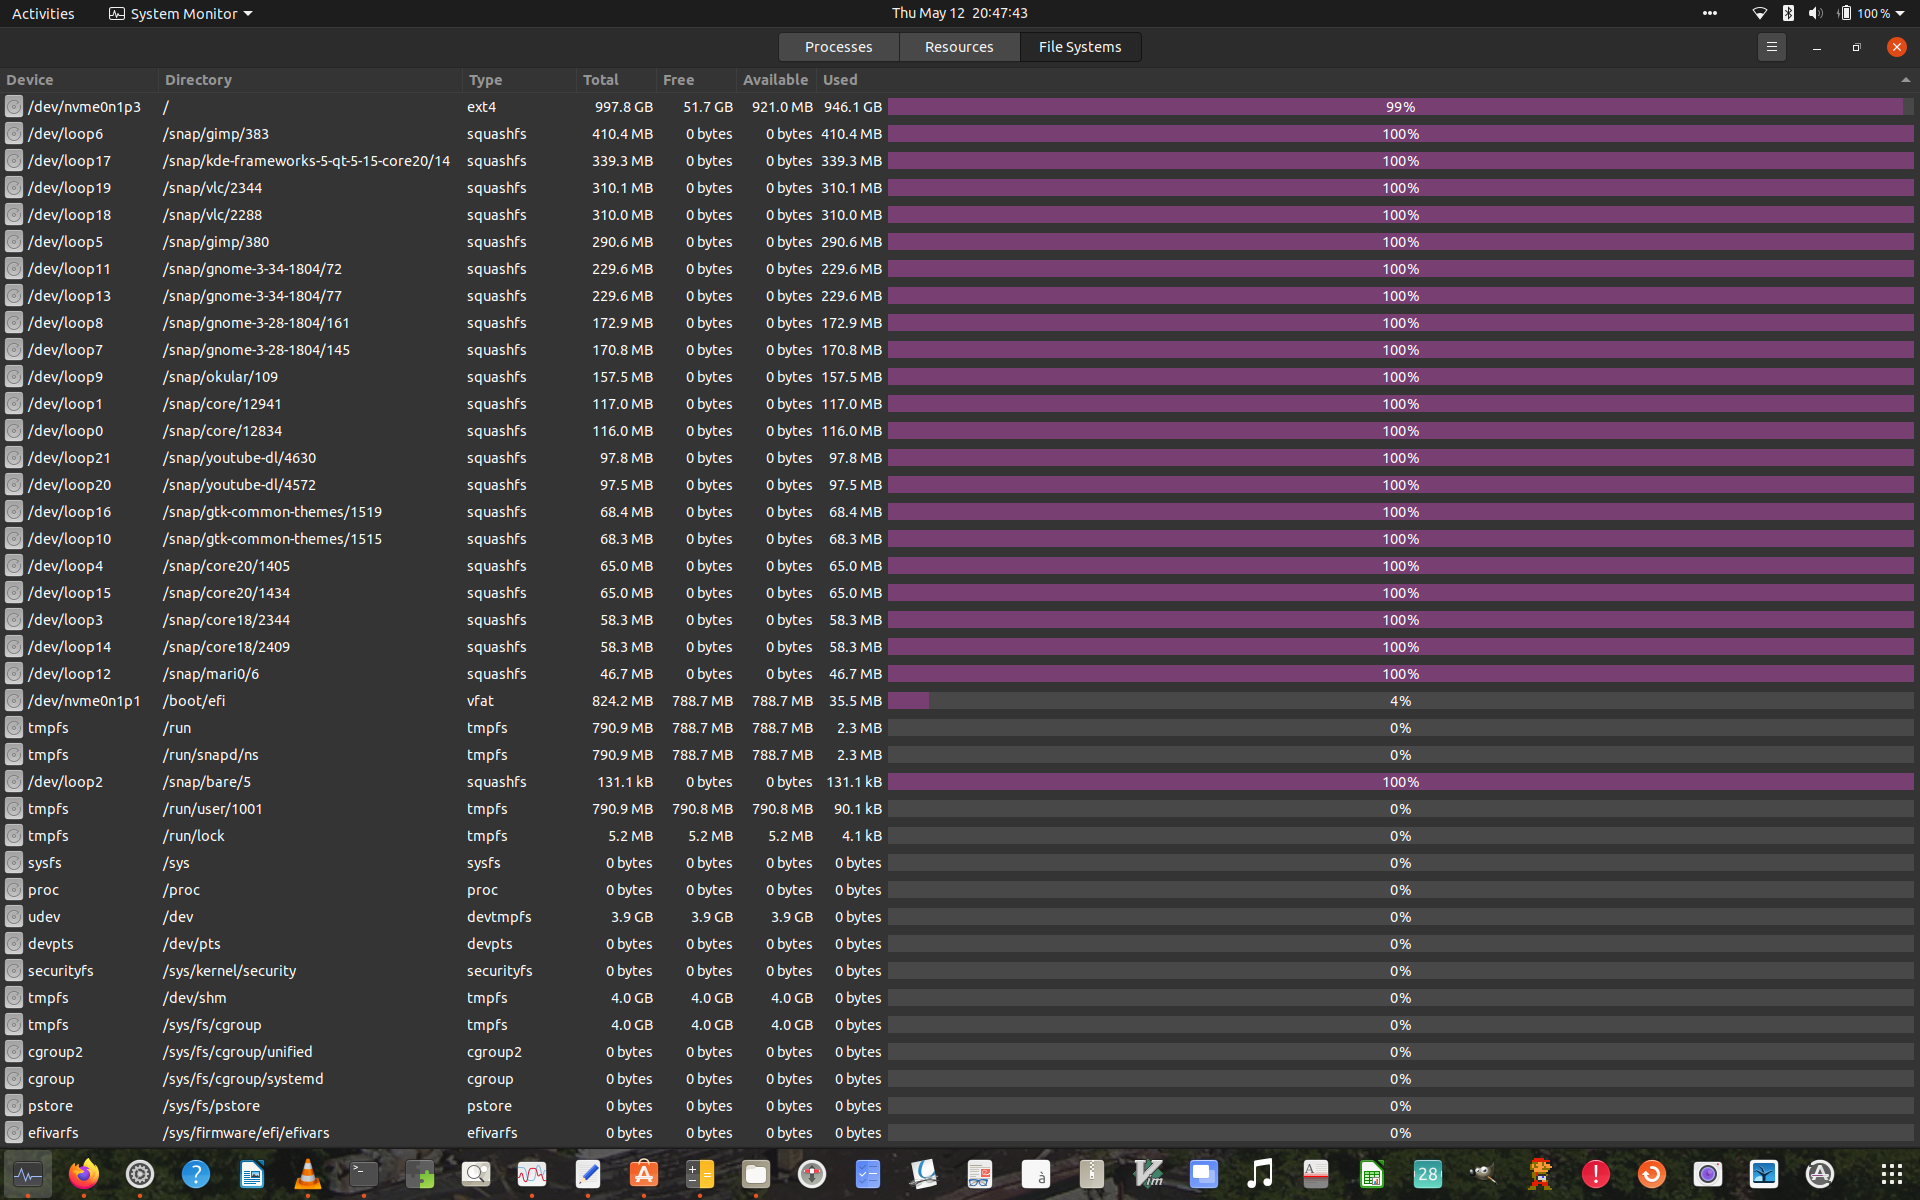 Activities System Monitor Thu May 12 20:47:43 100 %
Processes Resources File Systems
Device Directory Type Total Free Available Used
/dev/nvme0n1p3 / ext4 997.8 GB 51.7 GB 921.0 MB 946.1 GB 99%
/dev/loop6 /snap/gimp/383 squashfs 410.4 MB 0 bytes 0 bytes 410.4 MB 100%
/dev/loop17 /snap/kde-frameworks-5-qt-5-15-core20/14 squashfs 339.3 MB 0 bytes 0 bytes 339.3 MB 100%
/dev/loop19 /snap/vlc/2344 squashfs 310.1 MB 0 bytes 0 bytes 310.1 MB 100%
/dev/loop18 /snap/vlc/2288 squashfs 310.0 MB 0 bytes 0 bytes 310.0 MB 100%
/dev/loop5 /snap/gimp/380 squashfs 290.6 MB 0 bytes 0 bytes 290.6 MB 100%
/dev/loop11 /snap/gnome-3-34-1804/72 squashfs 229.6 MB 0 bytes 0 bytes 229.6 MB 100%
/dev/loop13 /snap/gnome-3-34-1804/77 squashfs 229.6 MB 0 bytes 0 bytes 229.6 MB 100%
/dev/loop8 /snap/gnome-3-28-1804/161 squashfs 172.9 MB 0 bytes 0 bytes 172.9 MB 100%
/dev/loop7 /snap/gnome-3-28-1804/145 squashfs 170.8 MB 0 bytes 0 bytes 170.8 MB 100%
/dev/loop9 /snap/okular/109 squashfs 157.5 MB 0 bytes 0 bytes 157.5 MB 100%
/dev/loop1 /snap/core/12941 squashfs 117.0 MB 0 bytes 0 bytes 117.0 MB 100%
/dev/loop0 /snap/core/12834 squashfs 116.0 MB 0 bytes 0 bytes 116.0 MB 100%
/dev/loop21 /snap/youtube-dl/4630 squashfs 97.8 MB 0 bytes 0 bytes 97.8 MB 100%
/dev/loop20 /snap/youtube-dl/4572 squashfs 97.5 MB 0 bytes 0 bytes 97.5 MB 100%
/dev/loop16 /snap/gtk-common-themes/1519 squashfs 68.4 MB 0 bytes 0 bytes 68.4 MB 100%
/dev/loop10 /snap/gtk-common-themes/1515 squashfs 68.3 MB 0 bytes 0 bytes 68.3 MB 100%
/dev/loop4 /snap/core20/1405 squashfs 65.0 MB 0 bytes 0 bytes 65.0 MB 100%
/dev/loop15 /snap/core20/1434 squashfs 65.0 MB 0 bytes 0 bytes 65.0 MB 100%
/dev/loop3 /snap/core18/2344 squashfs 58.3 MB 0 bytes 0 bytes 58.3 MB 100%
/dev/loop14 /snap/core18/2409 squashfs 58.3 MB 0 bytes 0 bytes 58.3 MB 100%
/dev/loop12 /snap/mari0/6 squashfs 46.7 MB 0 bytes 0 bytes 46.7 MB 100%
/dev/nvme0n1p1 /boot/efi vfat 824.2 MB 788.7 MB 788.7 MB 35.5 MB 4%
tmpfs /run tmpfs 790.9 MB 788.7 MB 788.7 MB 2.3 MB 0%
tmpfs /run/snapd/ns tmpfs 790.9 MB 788.7 MB 788.7 MB 2.3 MB 0%
/dev/loop2 /snap/bare/5 squashfs 131.1 kB 0 bytes 0 bytes 131.1 kB 100%
tmpfs /run/user/1001 tmpfs 790.9 MB 790.8 MB 790.8 MB 90.1 kB 0%
tmpfs /run/lock tmpfs 5.2 MB 5.2 MB 5.2 MB 4.1 kB 0%
sysfs /sys sysfs 0 bytes 0 bytes 0 bytes 0 bytes 0%
proc /proc proc 0 bytes 0 bytes 0 bytes 0 bytes 0%
udev /dev devtmpfs 3.9 GB 3.9 GB 3.9 GB 0 bytes 0%
devpts /dev/pts devpts 0 bytes 0 bytes 0 bytes 0 bytes 0%
securityfs /sys/kernel/security securityfs 0 bytes 0 bytes 0 bytes 0 bytes 0%
tmpfs /dev/shm tmpfs 4.0 GB 4.0 GB 4.0 GB 0 bytes 0%
tmpfs /sys/fs/cgroup tmpfs 4.0 GB 4.0 GB 4.0 GB 0 bytes 0%
cgroup2 /sys/fs/cgroup/unified cgroup2 0 bytes 0 bytes 0 bytes 0 bytes 0%
cgroup /sys/fs/cgroup/systemd cgroup 0 bytes 0 bytes 0 bytes 0 bytes 0%
pstore /sys/fs/pstore pstore 0 bytes 0 bytes 0 bytes 0 bytes 0%
efivarfs /sys/firmware/efi/efivars efivarfs 0 bytes 0 bytes 0 bytes 0 bytes 0%
? à Vim A 28 !